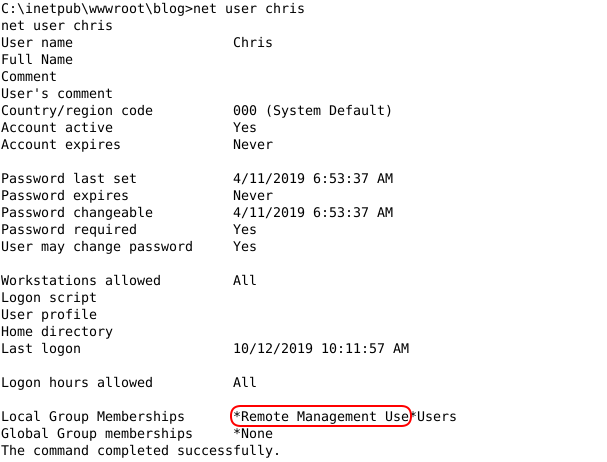 C:\inetpub\wwwroot\blog>net user chris
net user chris
User name                    Chris
Full Name
Comment
User's comment
Country/region code          000 (System Default)
Account active               Yes
Account expires              Never
Password last set            4/11/2019 6:53:37 AM
Password expires             Never
Password changeable          4/11/2019 6:53:37 AM
Password required            Yes
User may change password     Yes
Workstations allowed         All
Logon script
User profile
Home directory
Last logon                   10/12/2019 10:11:57 AM
Logon hours allowed          All
Local Group Memberships      *Remote Management Use*Users
Global Group memberships     *None
The command completed successfully.